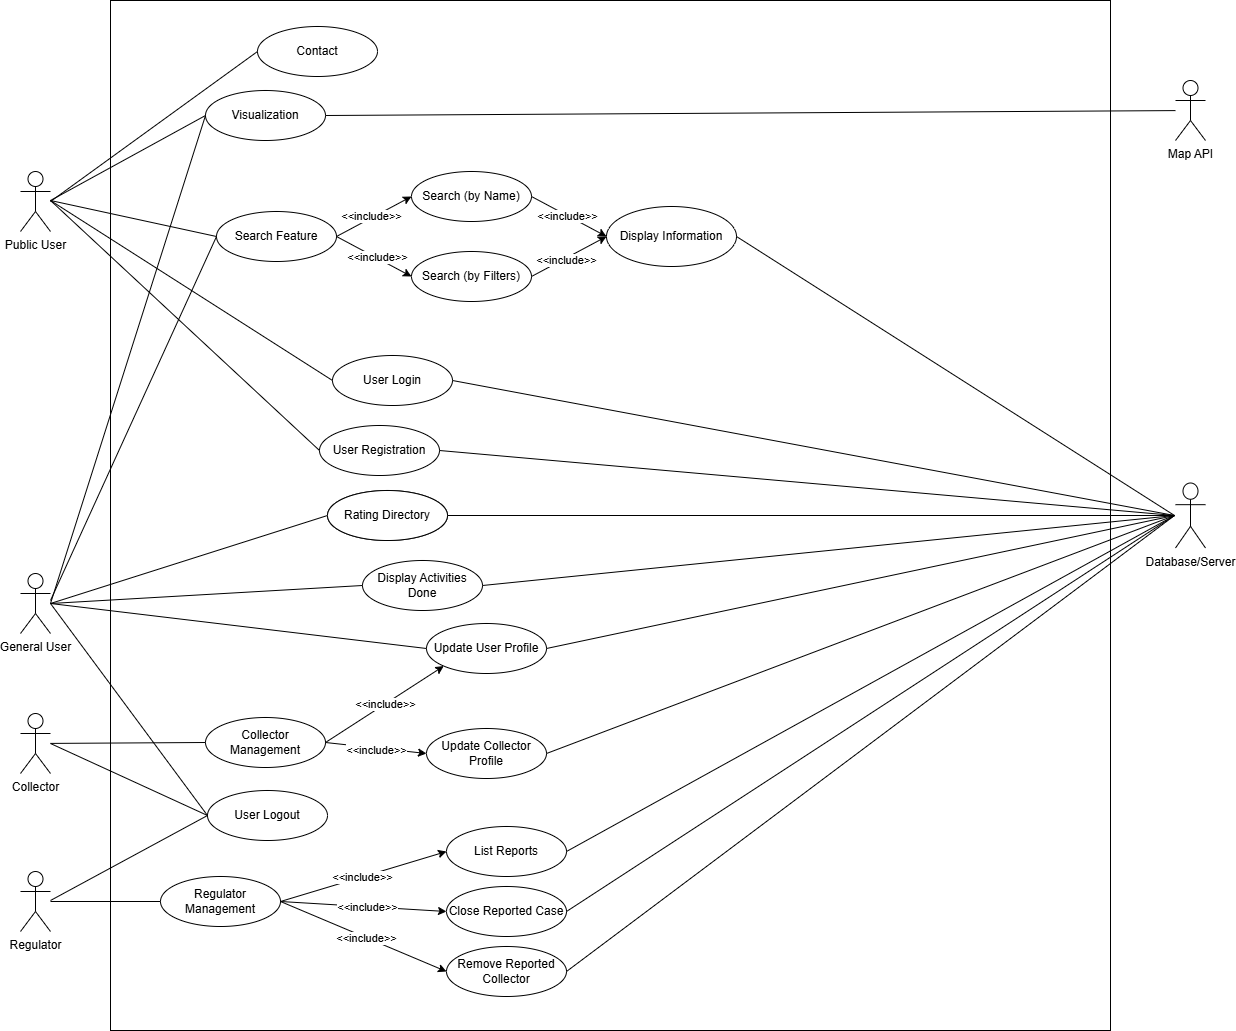 Contact
Visualization
Map API
Public User
Search Feature
<<include>>
<<include>>
Search (by Name)
Search (by Filters)
<<include>>
<<include>>
Display Information
User Login
User Registration
Rating Directory
Database/Server
Display Activities
Done
General User
Update User Profile
<<include>>
Collector
Management
<<include>>
Update Collector
Profile
Collector
User Logout
List Reports
<<include>>
Regulator
Management
<<include>>
Close Reported Case
Regulator
<<include>>
Remove Reported
Collector